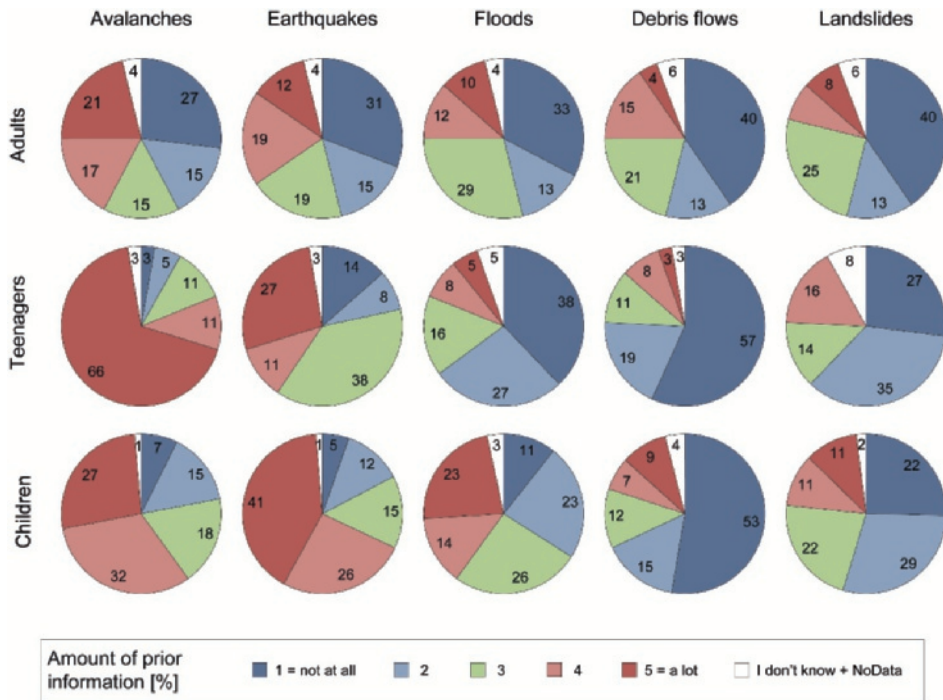 Avalanches Earthquakes Floods Debris flows Landslides
Adults
4 27 15 15 17 21
4 31 15 19 19 12
4 33 13 29 12 10
6 40 13 21 15 4
6 40 13 25 8
Teenagers
3 3 5 11 11 66
3 14 8 38 11 27
5 38 27 16 8 5
3 57 19 11 8 3
8 27 35 14 16
Children
1 7 15 18 32 27
1 5 12 15 26 41
3 11 23 26 14 23
4 53 15 12 7 9
2 22 29 22 11 11
Amount of prior
information [%]
1 = not at all 2 3 4 5 = a lot I don't know + NoData